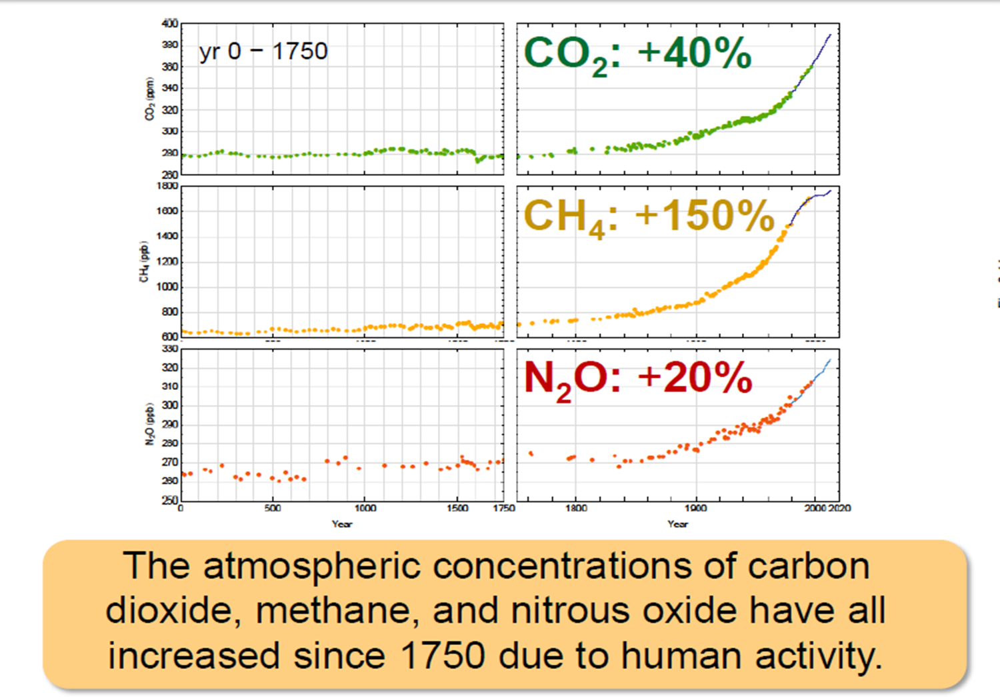 400
380
360
340
320
300
280
260
CO2 (ppm)
yr 0 – 1750
CO2: +40%
1800
1600
1400
1200
1000
800
600
CH4 (ppb)
CH4: +150%
330
320
310
300
290
280
270
260
250
N2O (ppb)
N2O: +20%
0 500 1000 1500 1750 1800 1900 2000 2020
Year Year
The atmospheric concentrations of carbon
dioxide, methane, and nitrous oxide have all
increased since 1750 due to human activity.